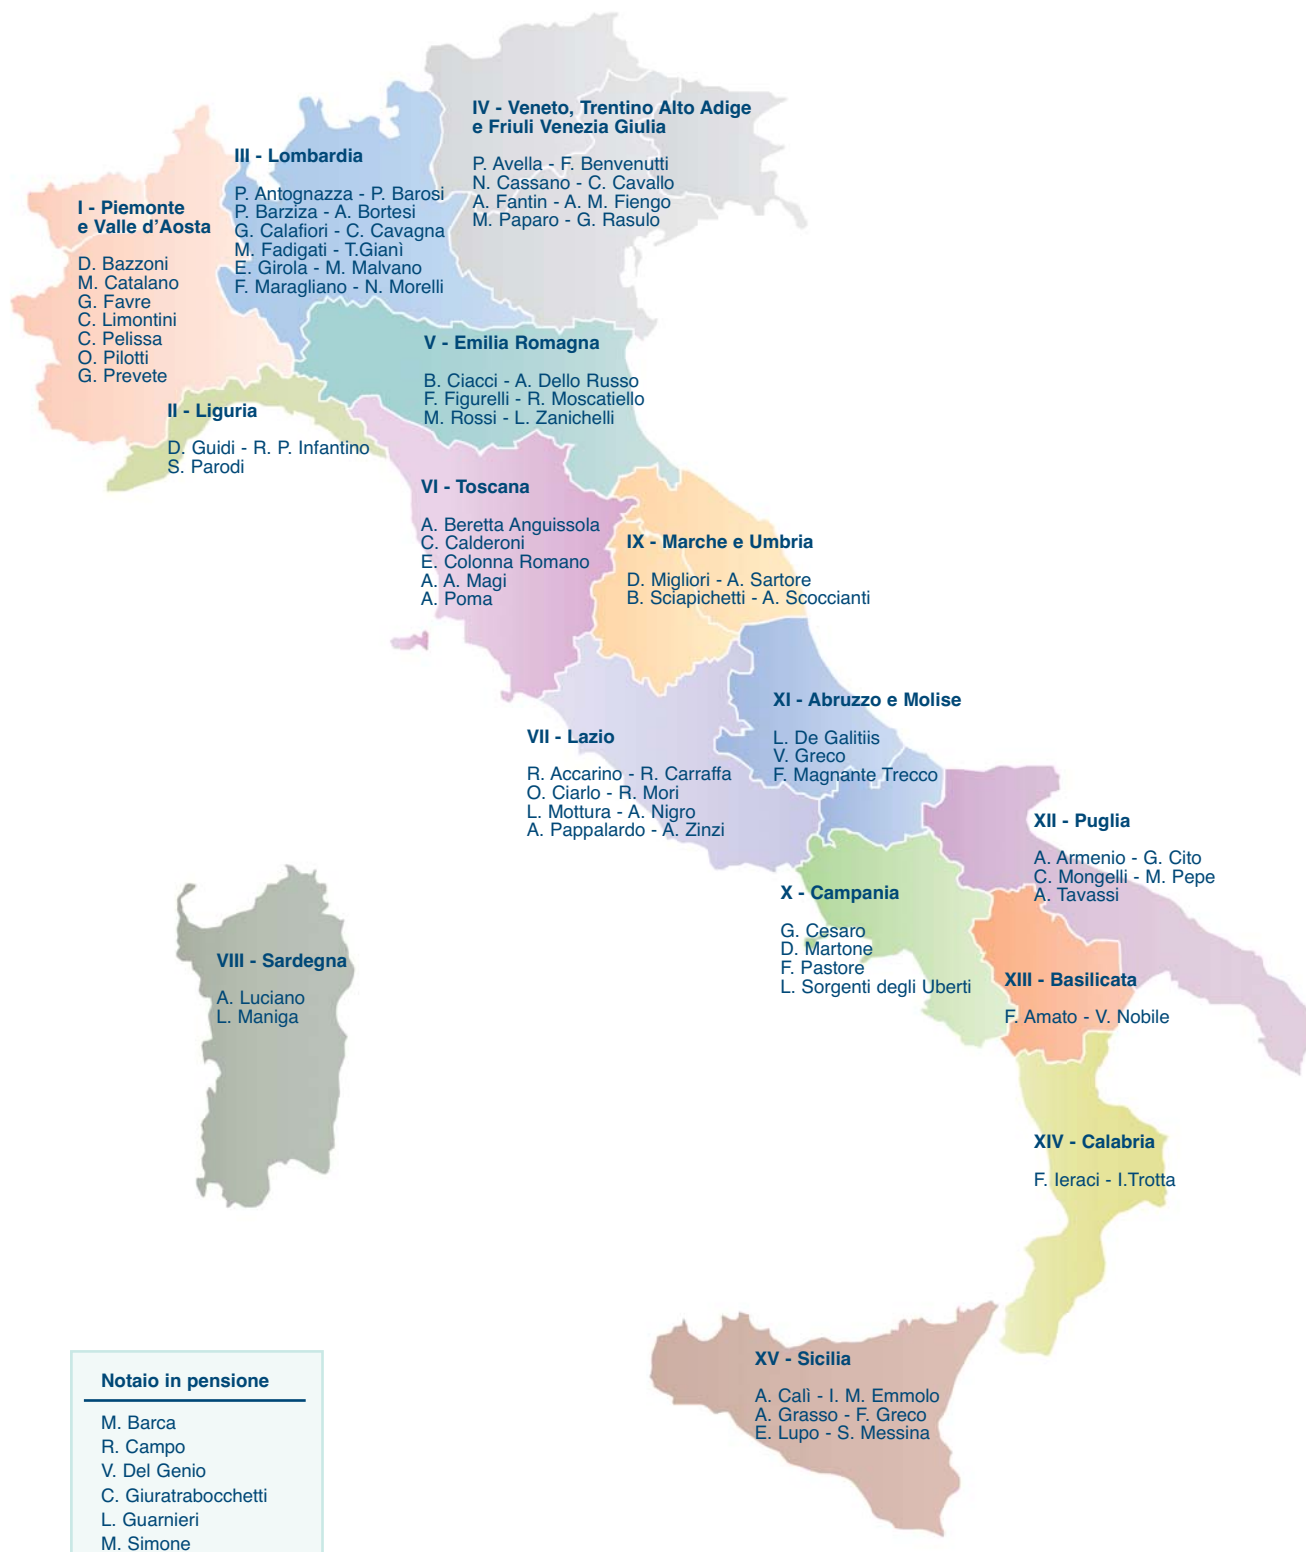 IV - Veneto, Trentino Alto Adige
e Friuli Venezia Giulia
P. Avella - F. Benvenutti
N. Cassano - C. Cavallo
A. Fantin - A. M. Fiengo
M. Paparo - G. Rasulo
III - Lombardia
P. Antognazza - P. Barosi
P. Barziza - A. Bortesi
G. Calafiori - C. Cavagna
M. Fadigati - T.Gianì
E. Girola - M. Malvano
F. Maragliano - N. Morelli
I - Piemonte
e Valle d'Aosta
D. Bazzoni
M. Catalano
G. Favre
C. Limontini
C. Pelissa
O. Pilotti
G. Prevete
V - Emilia Romagna
B. Ciacci - A. Dello Russo
F. Figurelli - R. Moscatiello
M. Rossi - L. Zanichelli
II - Liguria
D. Guidi - R. P. Infantino
S. Parodi
VI - Toscana
A. Beretta Anguissola
C. Calderoni
E. Colonna Romano
A. A. Magi
A. Poma
IX - Marche e Umbria
D. Migliori - A. Sartore
B. Sciapichetti - A. Scoccianti
XI - Abruzzo e Molise
L. De Galitiis
V. Greco
F. Magnante Trecco
VII - Lazio
R. Accarino - R. Carraffa
O. Ciarlo - R. Mori
L. Mottura - A. Nigro
A. Pappalardo - A. Zinzi
XII - Puglia
A. Armenio - G. Cito
C. Mongelli - M. Pepe
A. Tavassi
X - Campania
G. Cesaro
D. Martone
F. Pastore
L. Sorgenti degli Uberti
VIII - Sardegna
A. Luciano
L. Maniga
XIII - Basilicata
F. Amato - V. Nobile
XIV - Calabria
F. Ieraci - I.Trotta
XV - Sicilia
A. Calì - I. M. Emmolo
A. Grasso - F. Greco
E. Lupo - S. Messina
Notaio in pensione
M. Barca
R. Campo
V. Del Genio
C. Giuratrabocchetti
L. Guarnieri
M. Simone